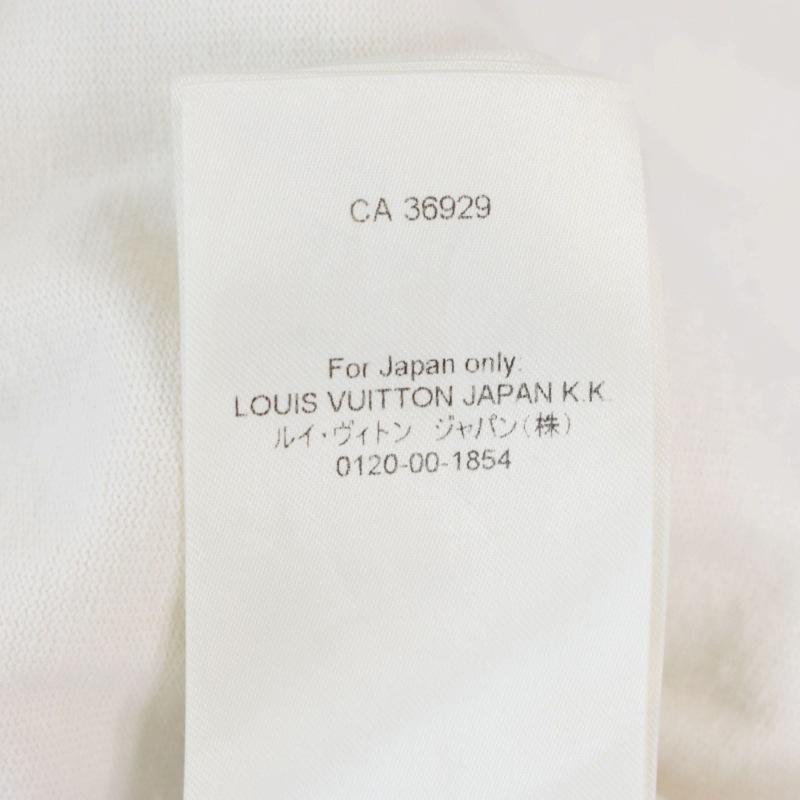 CA 36929
For Japan only:
LOUIS VUITTON JAPAN K.K.
ルイ・ヴィトン ジャパン(株)
0120-00-1854